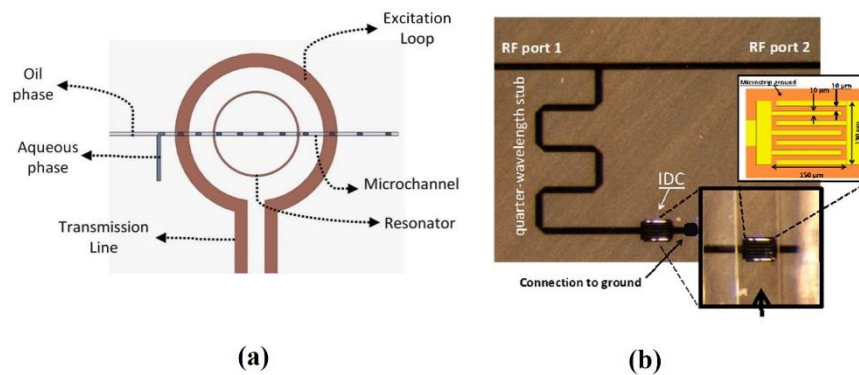 Excitation
Loop
Oil
phase
Aqueous
phase
Microchannel
Resonator
Transmission
Line
(a)
RF port 1
RF port 2
quarter-wavelength stub
Microstrip ground
10 µm
10 µm
150 µm
IDC
Connection to ground
(b)